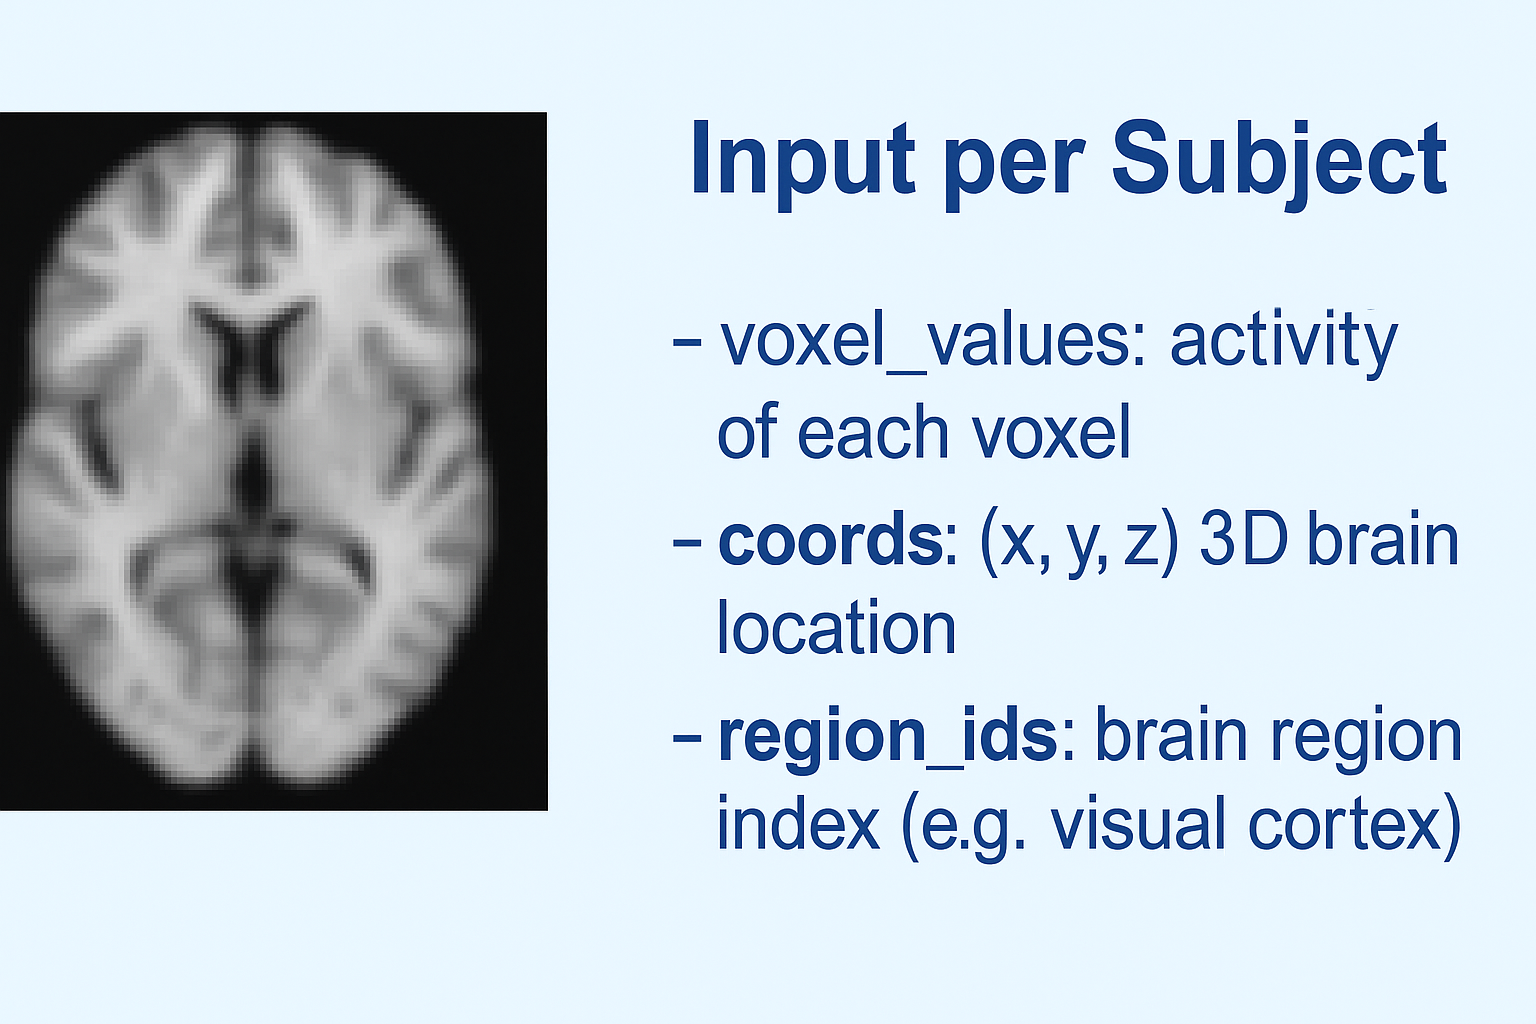 Input per Subject
– voxel_values: activity
of each voxel
– coords: (x, y, z) 3D brain
location
– region_ids: brain region
index (e.g. visual cortex)